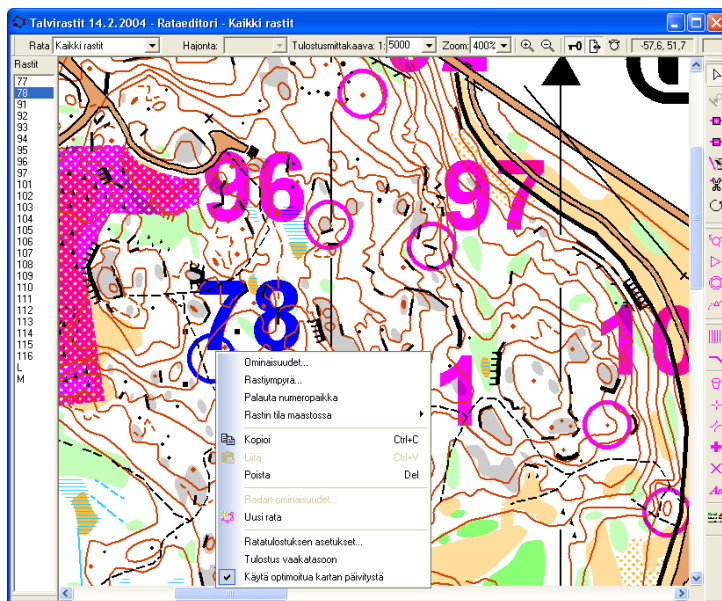 Talvirastit 14.2.2004 - Rataeditori - Kaikki rastit
Rata Kaikki rastit Hajonta: Tulostusmittakaava: 1: 5000 Zoom: 400% -57,6, 51,7
Rastit
77
78
91
92
93
94
95
96
97
101
102
103
104
105
106
107
108
109
110
111
112
113
114
115
116
L
M
96
97
78
10
1
Ominaisuudet...
Rastiympyrä...
Palauta numeropaikka
Rastin tila maastossa
Kopioi Ctrl+C
Liitä Ctrl+V
Poista Del
Radan ominaisuudet...
Uusi rata
Ratatulostuksen asetukset...
Tulostus vaakatasoon
Käytä optimoitua kartan päivitystä
Aa